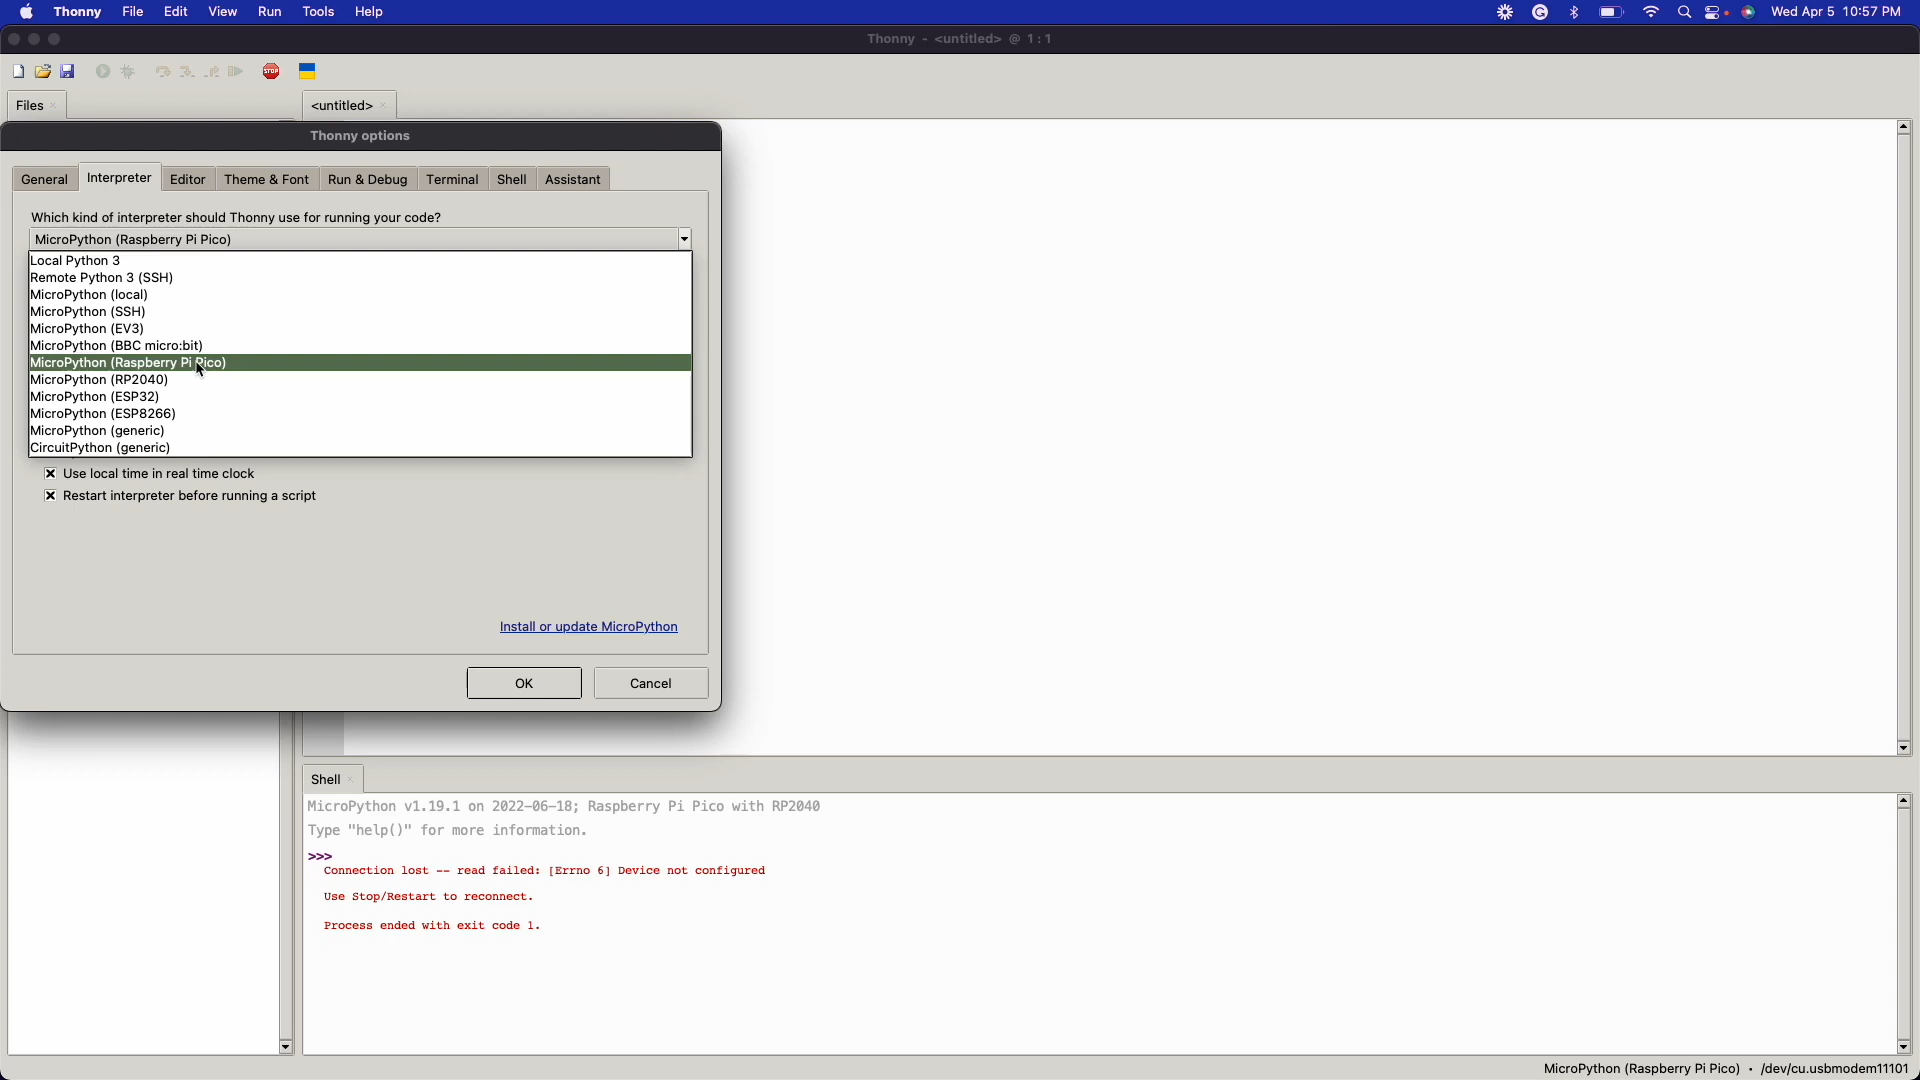 Thonny File Edit View Run Tools Help Wed Apr 5 10:57 PM
Thonny - <untitled> @ 1:1
STOP
Files <untitled>
Thonny options
General Interpreter Editor Theme & Font Run & Debug Terminal Shell Assistant
Which kind of interpreter should Thonny use for running your code?
MicroPython (Raspberry Pi Pico)
Local Python 3
Remote Python 3 (SSH)
MicroPython (local)
MicroPython (SSH)
MicroPython (EV3)
MicroPython (BBC micro:bit)
MicroPython (Raspberry Pi Pico)
MicroPython (RP2040)
MicroPython (ESP32)
MicroPython (ESP8266)
MicroPython (generic)
CircuitPython (generic)
Use local time in real time clock
Restart interpreter before running a script
Install or update MicroPython
OK Cancel
Shell
MicroPython v1.19.1 on 2022-06-18; Raspberry Pi Pico with RP2040
Type "help()" for more information.
>>>
Connection lost -- read failed: [Errno 6] Device not configured
Use Stop/Restart to reconnect.
Process ended with exit code 1.
MicroPython (Raspberry Pi Pico) • /dev/cu.usbmodem11101